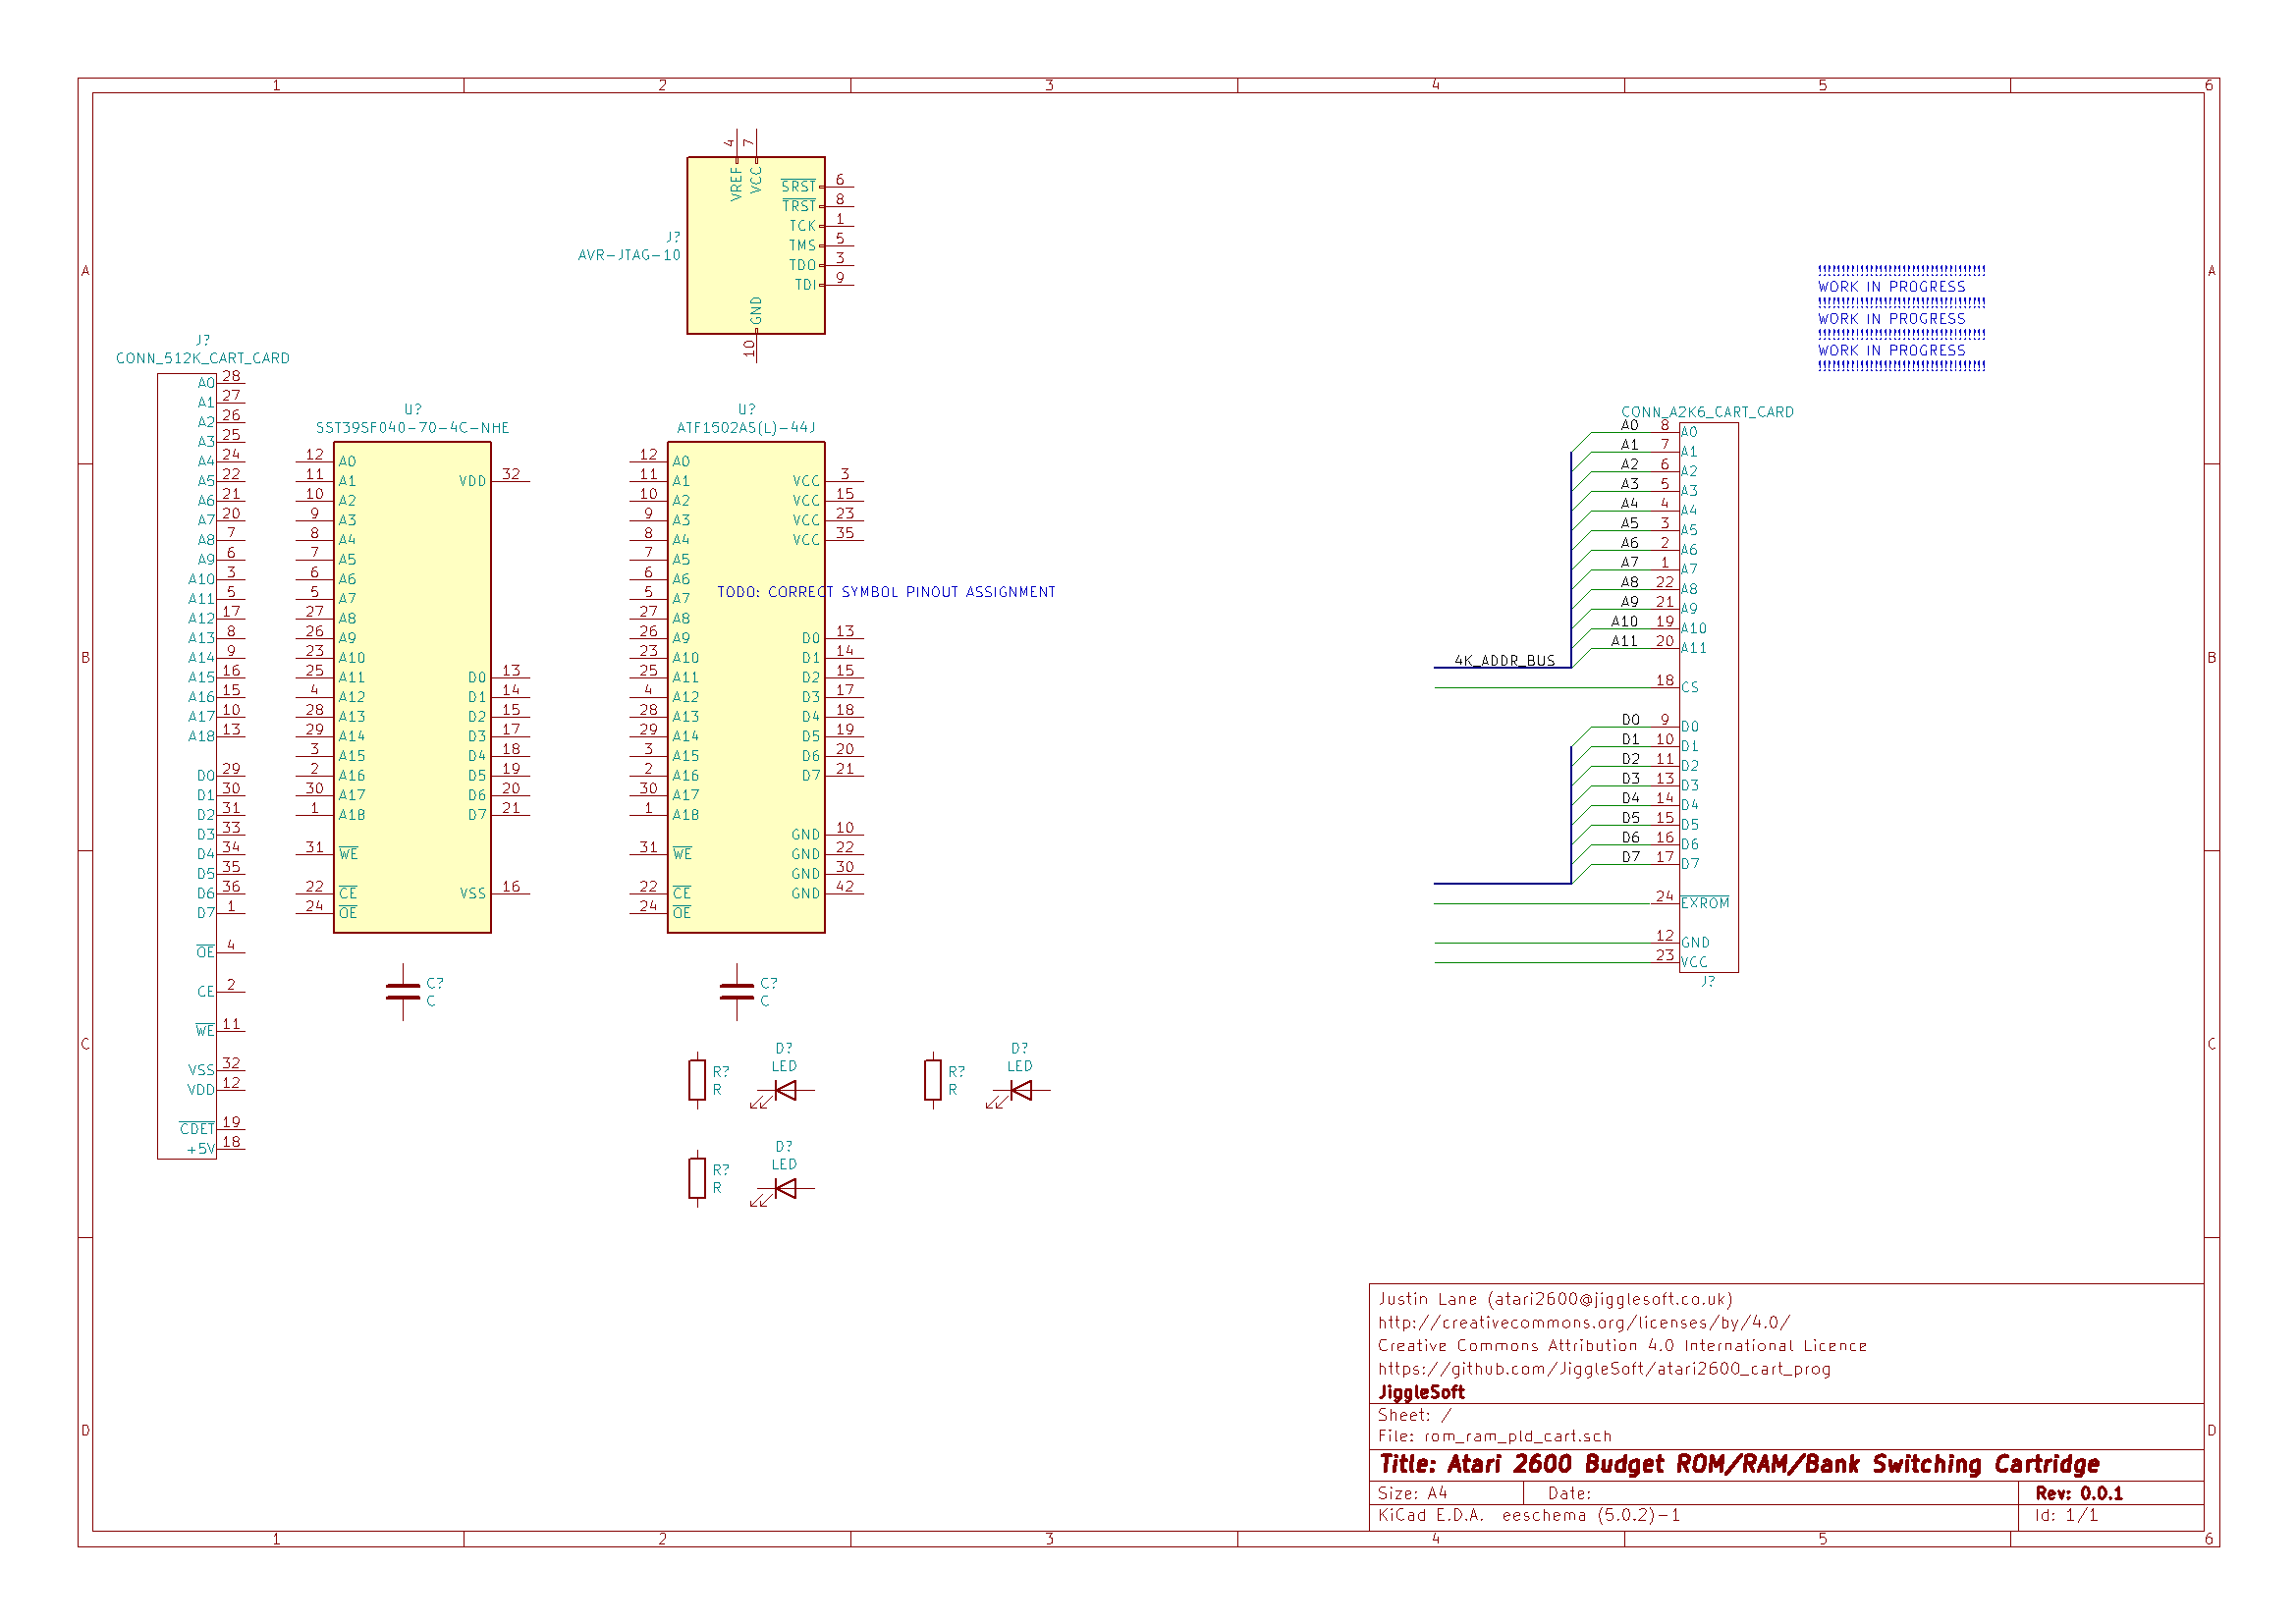 1 2 3 4 5 6
A
B
C
D
A
B
C
D
4
7
VREF
VCC
SRST 6
TRST 8
TCK 1
TMS 5
TDO 3
TDI 9
GND
10
J?
AVR-JTAG-10
!!!!!!!!!!!!!!!!!!!!!!!!!!!!!!!!!!!
WORK IN PROGRESS
!!!!!!!!!!!!!!!!!!!!!!!!!!!!!!!!!!!
WORK IN PROGRESS
!!!!!!!!!!!!!!!!!!!!!!!!!!!!!!!!!!!
WORK IN PROGRESS
!!!!!!!!!!!!!!!!!!!!!!!!!!!!!!!!!!!
J?
CONN_512K_CART_CARD
A0 28
A1 27
A2 26
A3 25
A4 24
A5 22
A6 21
A7 20
A8 7
A9 6
A10 3
A11 5
A12 17
A13 8
A14 9
A15 16
A16 15
A17 10
A18 13
D0 29
D1 30
D2 31
D3 33
D4 34
D5 35
D6 36
D7 1
OE 4
CE 2
WE 11
VSS 32
VDD 12
CDET 19
+5V 18
U?
SST39SF040-70-4C-NHE
12 A0
11 A1
10 A2
9 A3
8 A4
7 A5
6 A6
5 A7
27 A8
26 A9
23 A10
25 A11
4 A12
28 A13
29 A14
3 A15
2 A16
30 A17
1 A18
31 WE
22 CE
24 OE
VDD 32
D0 13
D1 14
D2 15
D3 17
D4 18
D5 19
D6 20
D7 21
VSS 16
C?
C
U?
ATF1502AS(L)-44J
12 A0
11 A1
10 A2
9 A3
8 A4
7 A5
6 A6
5 A7
27 A8
26 A9
23 A10
25 A11
4 A12
28 A13
29 A14
3 A15
2 A16
30 A17
1 A18
31 WE
22 CE
24 OE
VCC 3
VCC 15
VCC 23
VCC 35
TODO: CORRECT SYMBOL PINOUT ASSIGNMENT
D0 13
D1 14
D2 15
D3 17
D4 18
D5 19
D6 20
D7 21
GND 10
GND 22
GND 30
GND 42
C?
C
R?
R
D?
LED
R?
R
D?
LED
R?
R
D?
LED
CONN_A2K6_CART_CARD
A0 8 A0
A1 7 A1
A2 6 A2
A3 5 A3
A4 4 A4
A5 3 A5
A6 2 A6
A7 1 A7
A8 22 A8
A9 21 A9
A10 19 A10
A11 20 A11
4K_ADDR_BUS
18 CS
D0 9 D0
D1 10 D1
D2 11 D2
D3 13 D3
D4 14 D4
D5 15 D5
D6 16 D6
D7 17 D7
24 EXROM
12 GND
23 VCC
J?
Justin Lane (atari2600@jigglesoft.co.uk)
http://creativecommons.org/licenses/by/4.0/
Creative Commons Attribution 4.0 International Licence
https://github.com/JiggleSoft/atari2600_cart_prog
JiggleSoft
Sheet: /
File: rom_ram_pld_cart.sch
Title: Atari 2600 Budget ROM/RAM/Bank Switching Cartridge
Size: A4 Date: Rev: 0.0.1
KiCad E.D.A. eeschema (5.0.2)-1 Id: 1/1
1 2 3 4 5 6